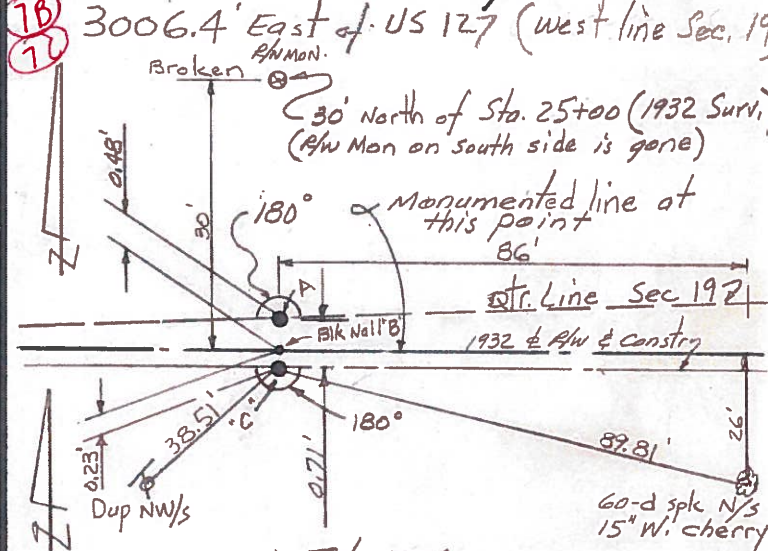 7B
7C
3006.4' East of US 127 (West line Sec. 19
R/W MON.
Broken
30' North of Sta. 25+00 (1932 Surv.
(R/W Mon on south side is gone)
0.48'
180°
Monumented line at
this point
30'
86'
"A"
Qtr. Line Sec 19
Blk Nail "B"
1932 ₵ R/W & Constr
N
38.51'
"C"
180°
0.23'
0.71'
89.81'
26'
Dup NW/s
60-d spk N/s
15" W. cherry
N